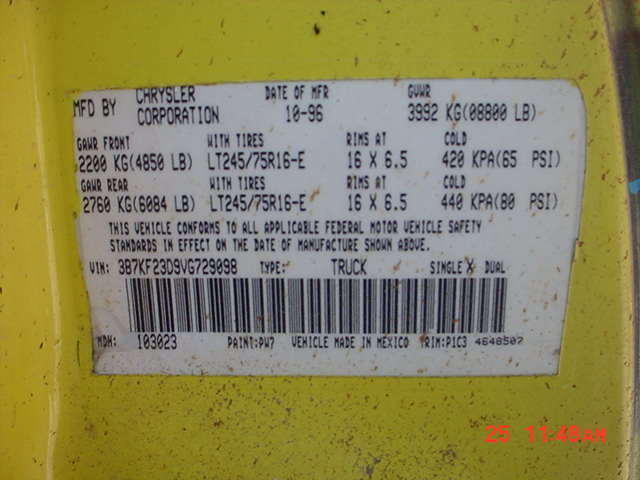 MFD BY CHRYSLER CORPORATION DATE OF MFR 10-96 GVWR 3992 KG(08800 LB)
GAWR FRONT WITH TIRES RIMS AT COLD
2200 KG(4850 LB) LT245/75R16-E 16 X 6.5 420 KPA(65 PSI)
GAWR REAR WITH TIRES RIMS AT COLD
2760 KG(6084 LB) LT245/75R16-E 16 X 6.5 440 KPA(80 PSI)
THIS VEHICLE CONFORMS TO ALL APPLICABLE FEDERAL MOTOR VEHICLE SAFETY
STANDARDS IN EFFECT ON THE DATE OF MANUFACTURE SHOWN ABOVE.
VIN: 3B7KF23D9VG729098 TYPE: TRUCK SINGLE X DUAL
MDH: 103023 PAINT:PW7 VEHICLE MADE IN MEXICO TRIM:P1C3 4648507
25 11:48AM